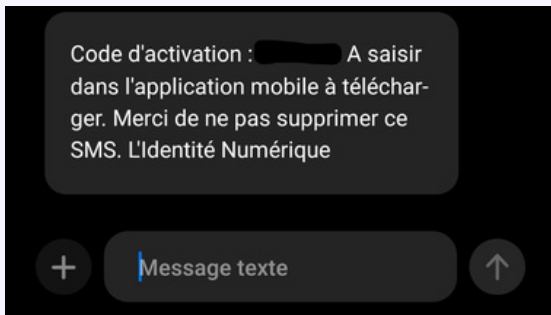 Code d'activation : A saisir
dans l'application mobile à téléchar-
ger. Merci de ne pas supprimer ce
SMS. L'Identité Numérique
Message texte